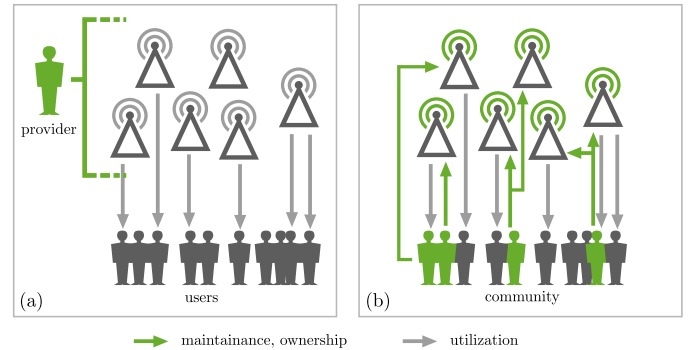 provider
(a)
users
(b)
community
maintainance, ownership
utilization